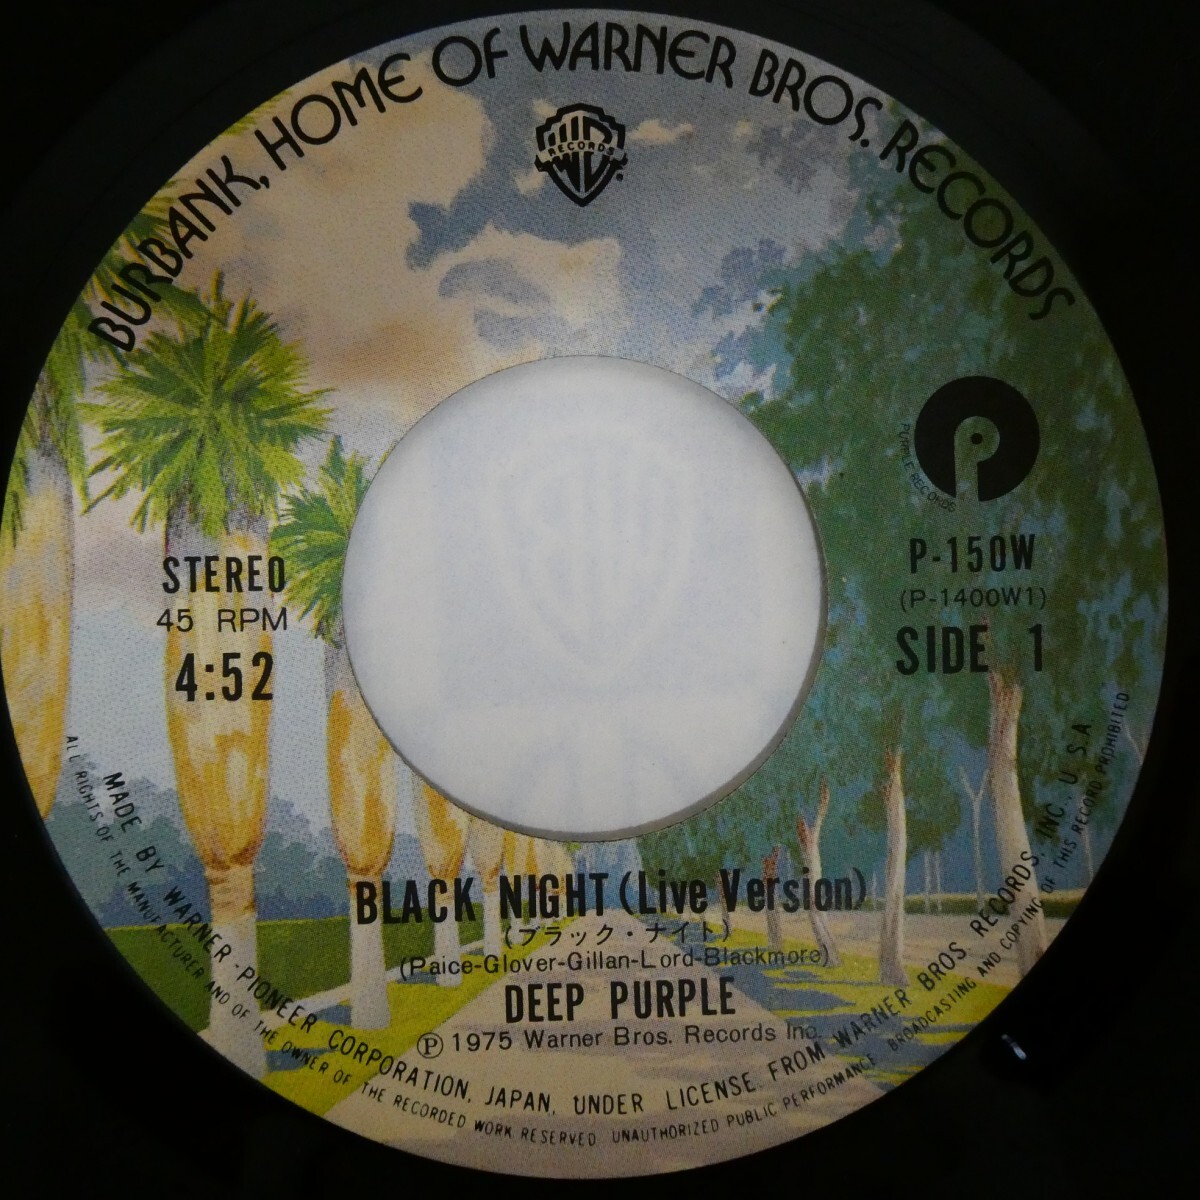 BURBANK, HOME OF WARNER BROS. RECORDS
RECORDS
PURPLE RECORDS
STEREO
45 RPM
4:52
P-150W
(P-1400W1)
SIDE 1
BLACK NIGHT (Live Version)
(ブラック・ナイト)
(Paice-Glover-Gillan-Lord-Blackmore)
DEEP PURPLE
Ⓟ 1975 Warner Bros. Records Inc.
MADE BY WARNER-PIONEER CORPORATION, JAPAN, UNDER LICENSE FROM WARNER BROS. RECORDS, INC., U.S.A.
ALL RIGHTS OF THE MANUFACTURER AND OF THE OWNER OF THE RECORDED WORK RESERVED UNAUTHORIZED PUBLIC PERFORMANCE BROADCASTING AND COPYING OF THIS RECORD PROHIBITED